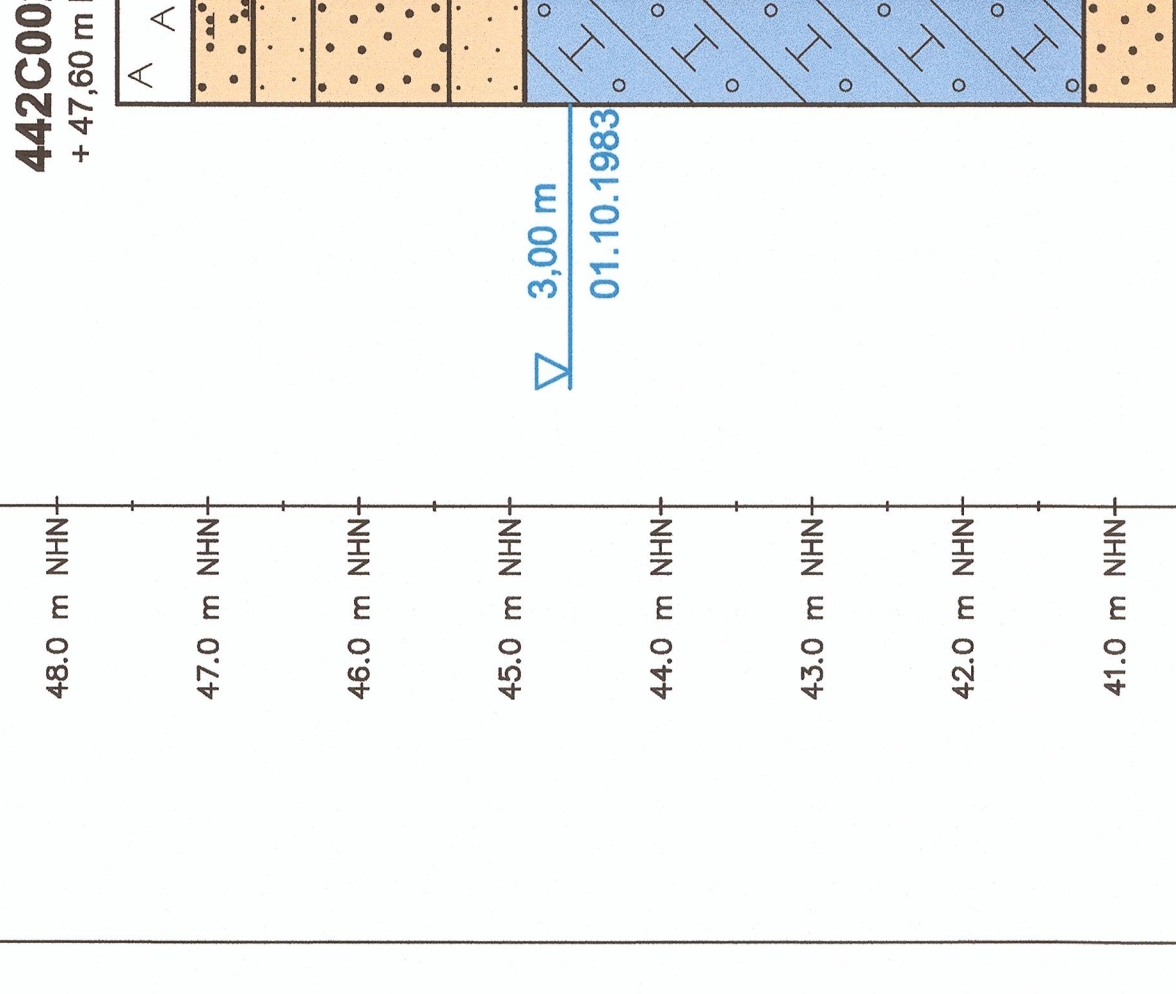 442C00
+ 47,60 m
A A
3,00 m
01.10.1983
48.0 m NHN
47.0 m NHN
46.0 m NHN
45.0 m NHN
44.0 m NHN
43.0 m NHN
42.0 m NHN
41.0 m NHN